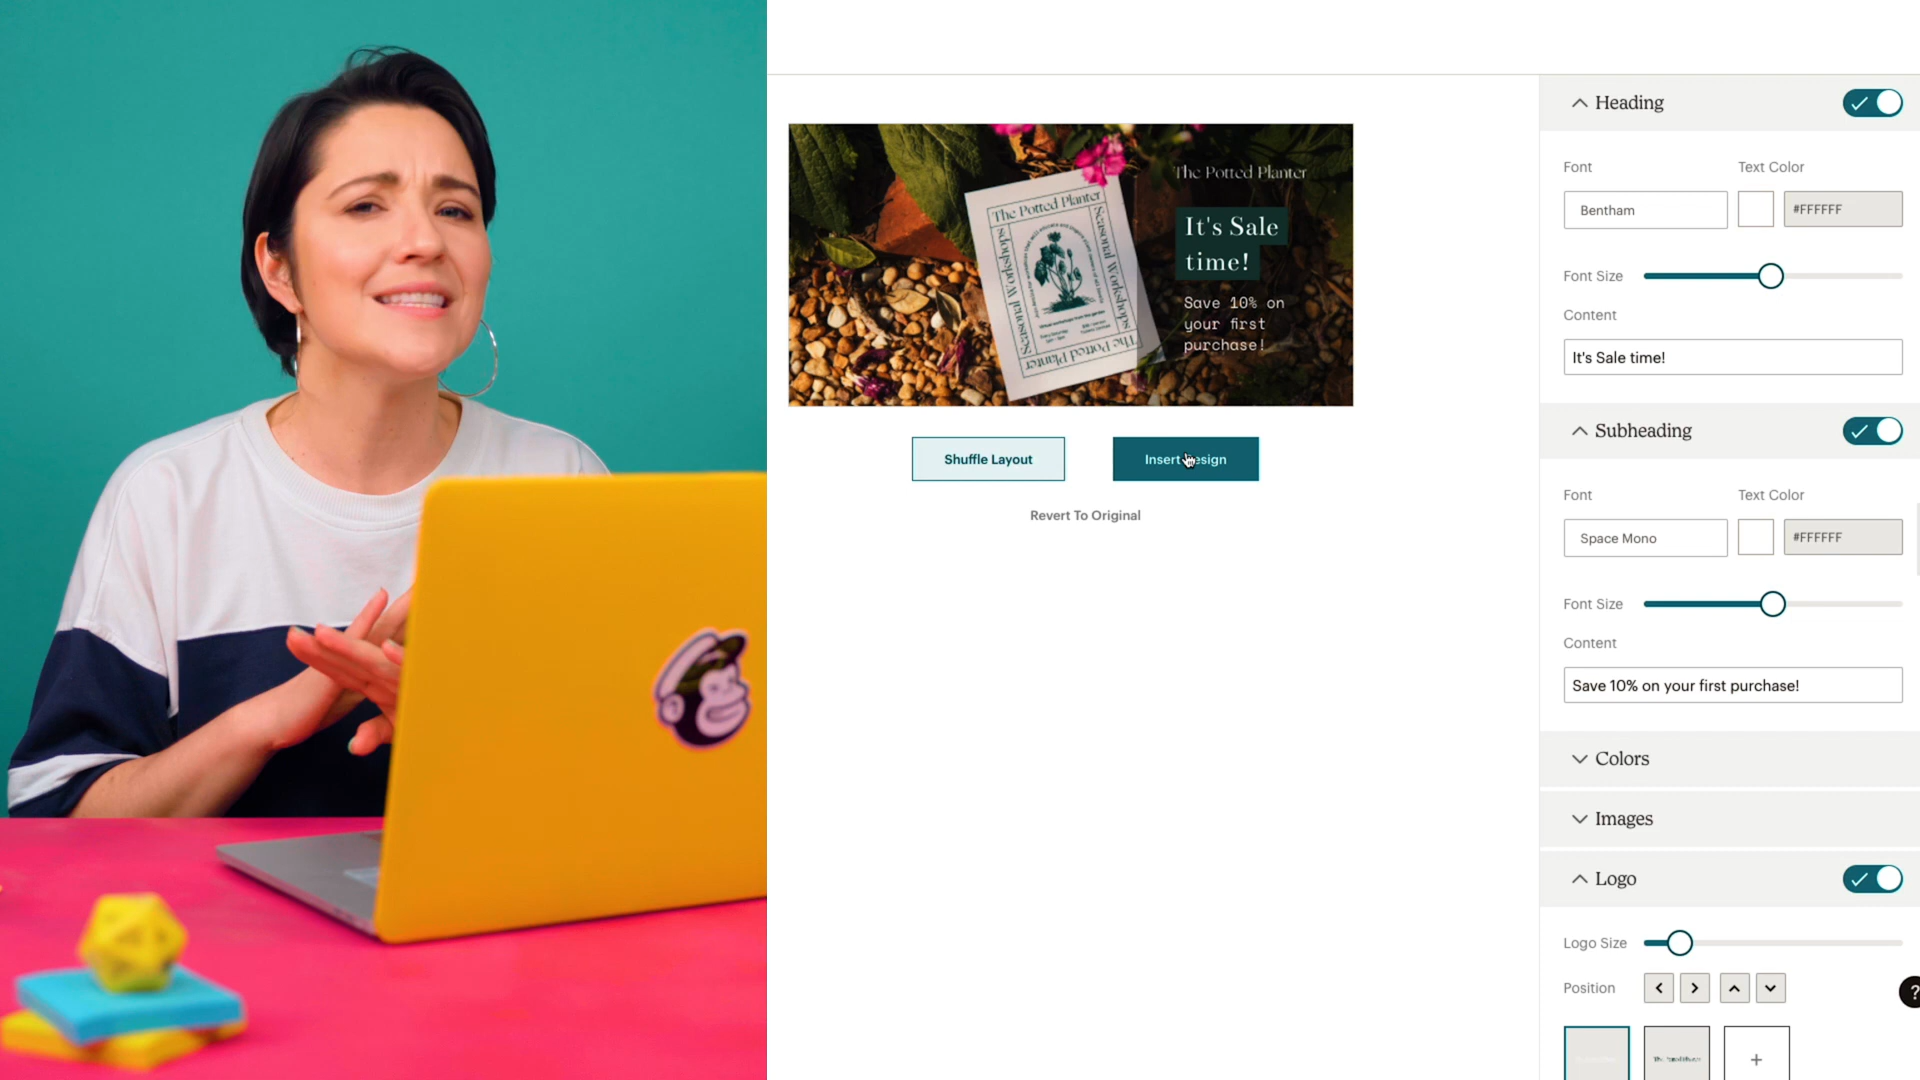 The Potted Planter
Seasonal Workshops
Seasonal Workshops
The Potted Planter
The Potted Planter
It's Sale
time!
Save 10% on
your first
purchase!
Shuffle Layout
Insert Design
Revert To Original
Heading
Font
Text Color
Bentham
#FFFFFF
Font Size
Content
It's Sale time!
Subheading
Font
Text Color
Space Mono
#FFFFFF
Font Size
Content
Save 10% on your first purchase!
Colors
Images
Logo
Logo Size
Position
?
The Potted Planter
+